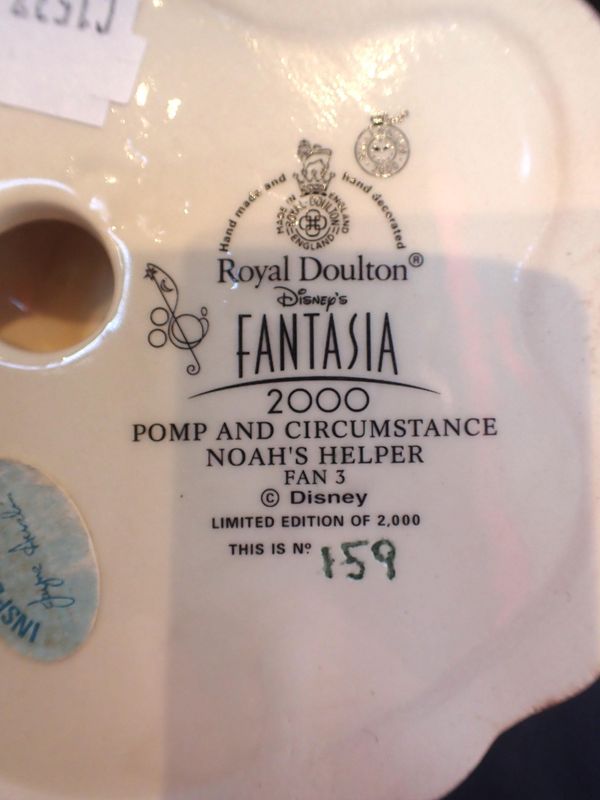 C1522
Hand made and hand decorated
MADE IN ENGLAND
ROYAL DOULTON
ENGLAND
Royal Doulton®
Disney's
FANTASIA
2000
POMP AND CIRCUMSTANCE
NOAH'S HELPER
FAN 3
© Disney
LIMITED EDITION OF 2,000
THIS IS Nº 159